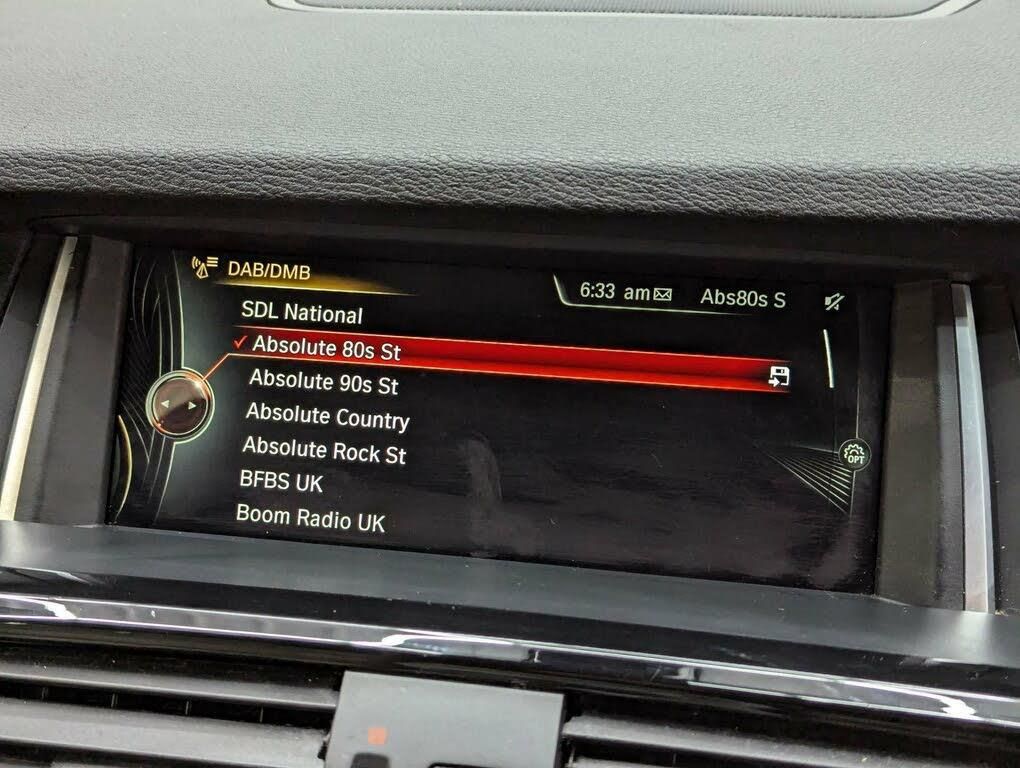 DAB/DMB
6:33 am
Abs80s S
SDL National
Absolute 80s St
Absolute 90s St
Absolute Country
Absolute Rock St
OPT
BFBS UK
Boom Radio UK